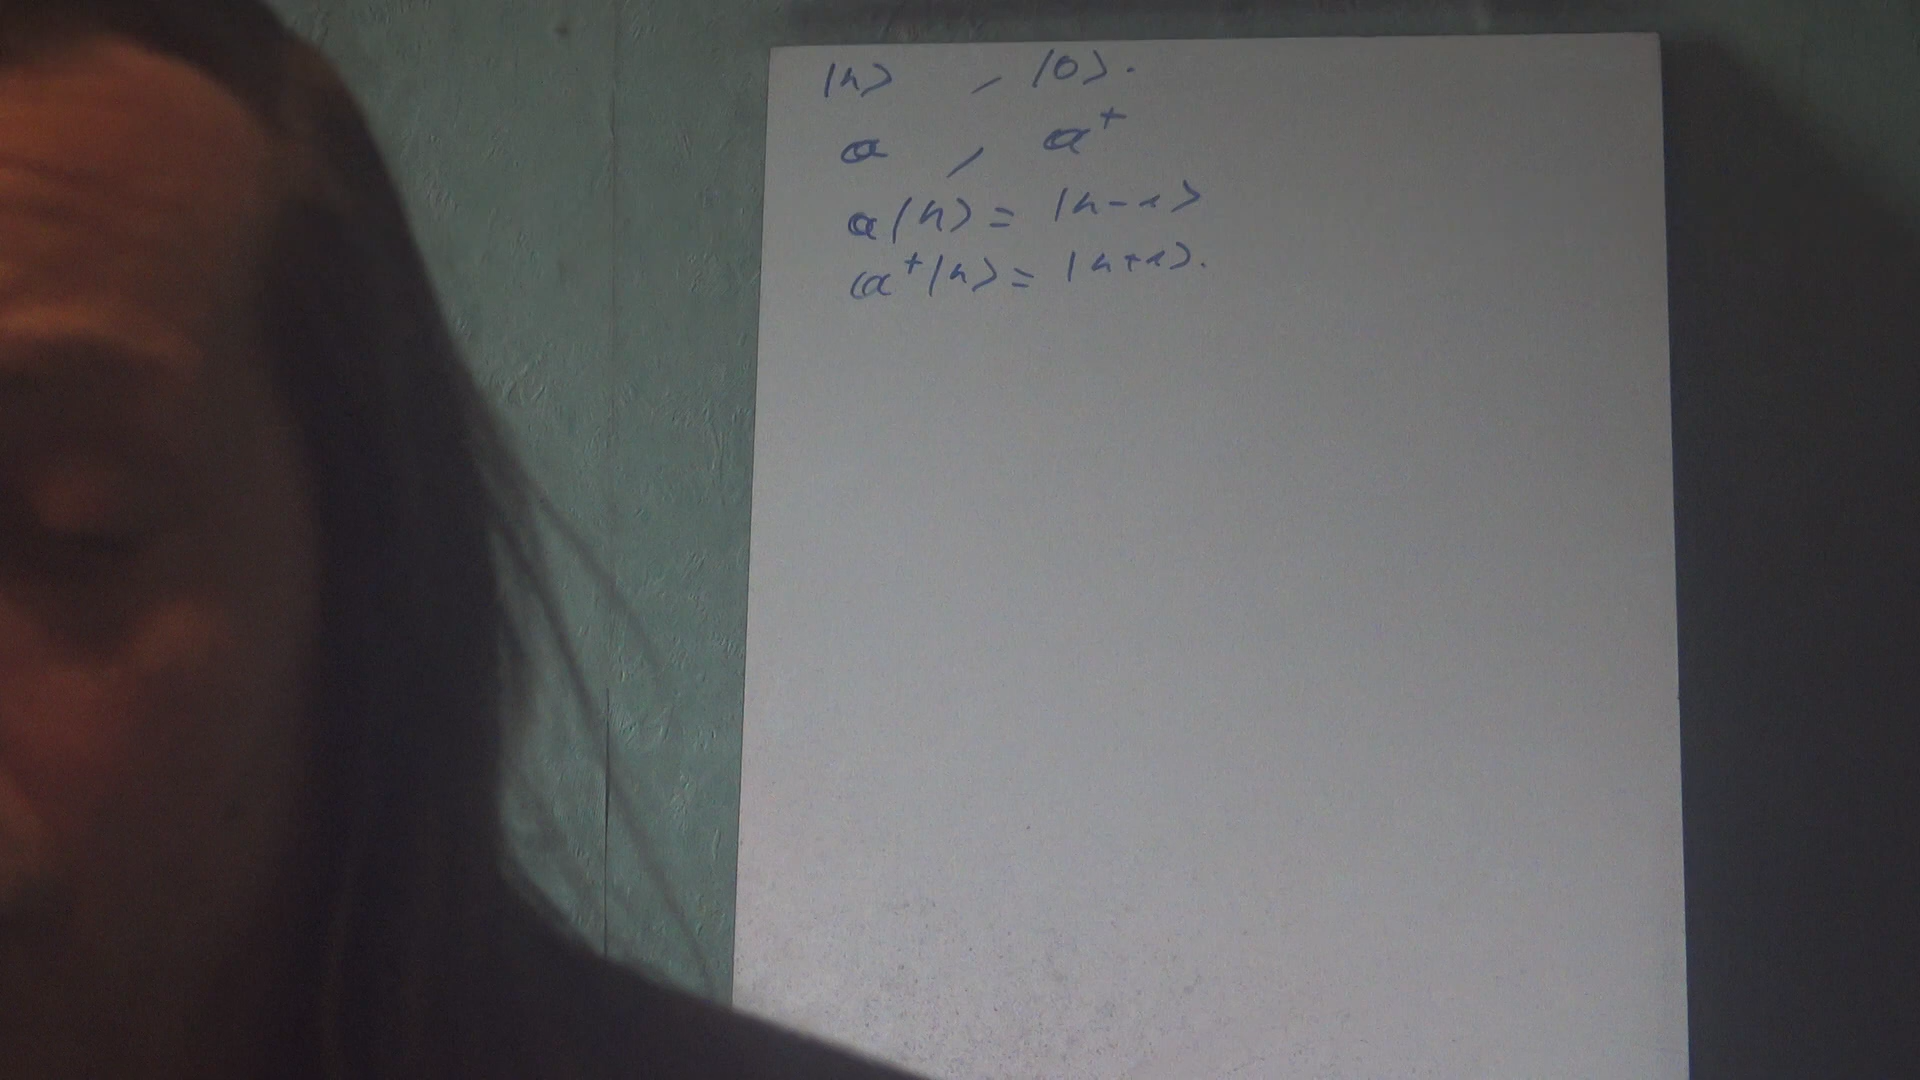 |n> , |0>.
a , a⁺
a|n> = |n-1>
a⁺|n> = |n+1>.